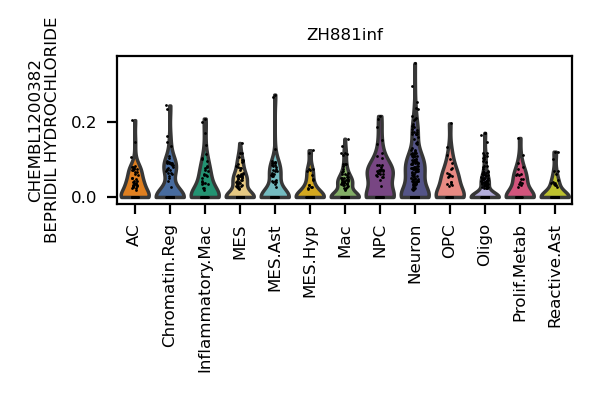 ZH881inf
CHEMBL1200382
BEPRIDIL HYDROCHLORIDE
0.2
0.0
AC
Chromatin.Reg
Inflammatory.Mac
MES
MES.Ast
MES.Hyp
Mac
NPC
Neuron
OPC
Oligo
Prolif.Metab
Reactive.Ast